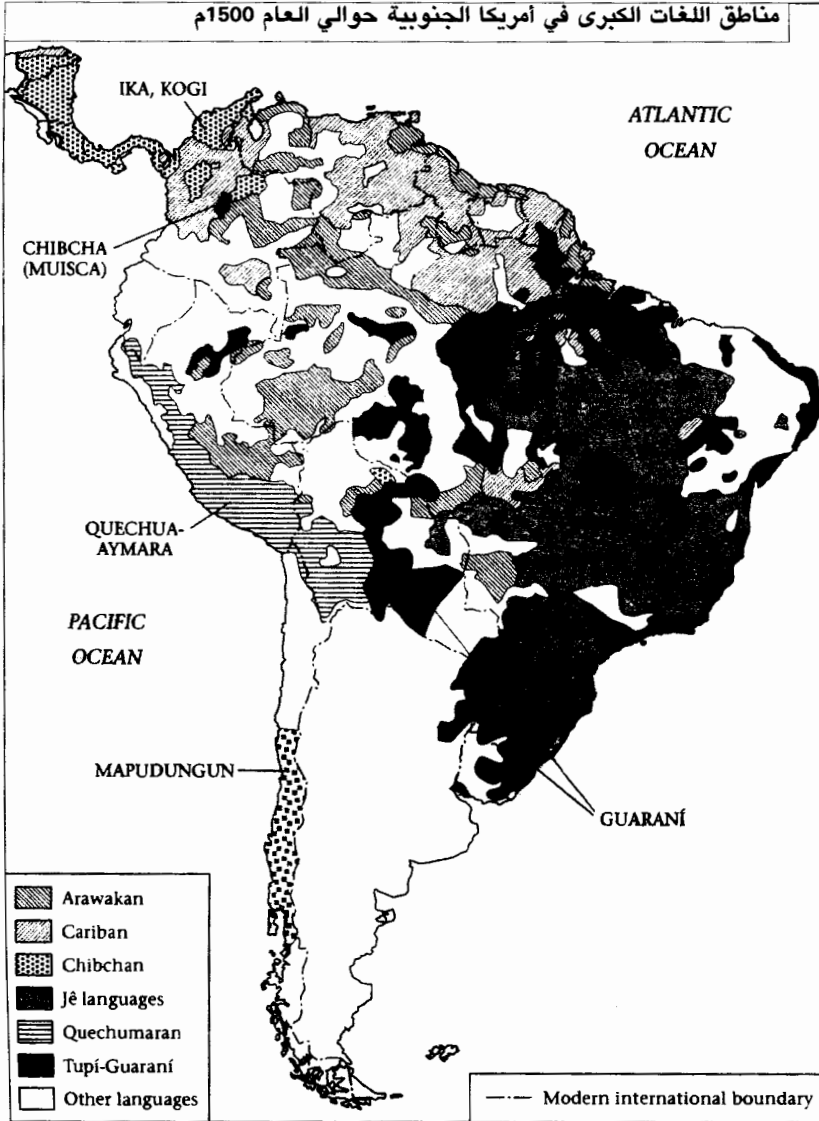 مناطق اللغات الكبرى في أمريكا الجنوبية حوالي العام 1500م
IKA, KOGI
ATLANTIC
OCEAN
CHIBCHA
(MUISCA)
QUECHUA-
AYMARA
PACIFIC
OCEAN
MAPUDUNGUN
GUARANÍ
Arawakan
Cariban
Chibchan
Jê languages
Quechumaran
Tupí-Guaraní
Other languages
Modern international boundary